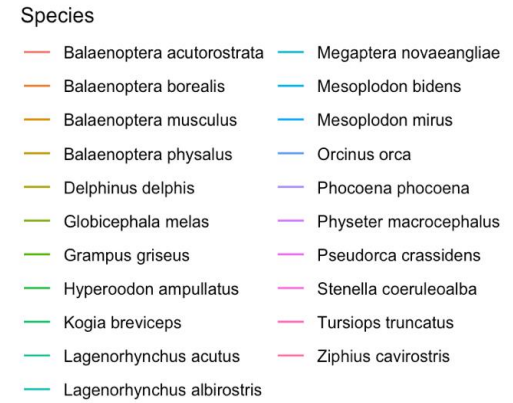 Species
Balaenoptera acutorostrata
Balaenoptera borealis
Balaenoptera musculus
Balaenoptera physalus
Delphinus delphis
Globicephala melas
Grampus griseus
Hyperoodon ampullatus
Kogia breviceps
Lagenorhynchus acutus
Lagenorhynchus albirostris
Megaptera novaeangliae
Mesoplodon bidens
Mesoplodon mirus
Orcinus orca
Phocoena phocoena
Physeter macrocephalus
Pseudorca crassidens
Stenella coeruleoalba
Tursiops truncatus
Ziphius cavirostris